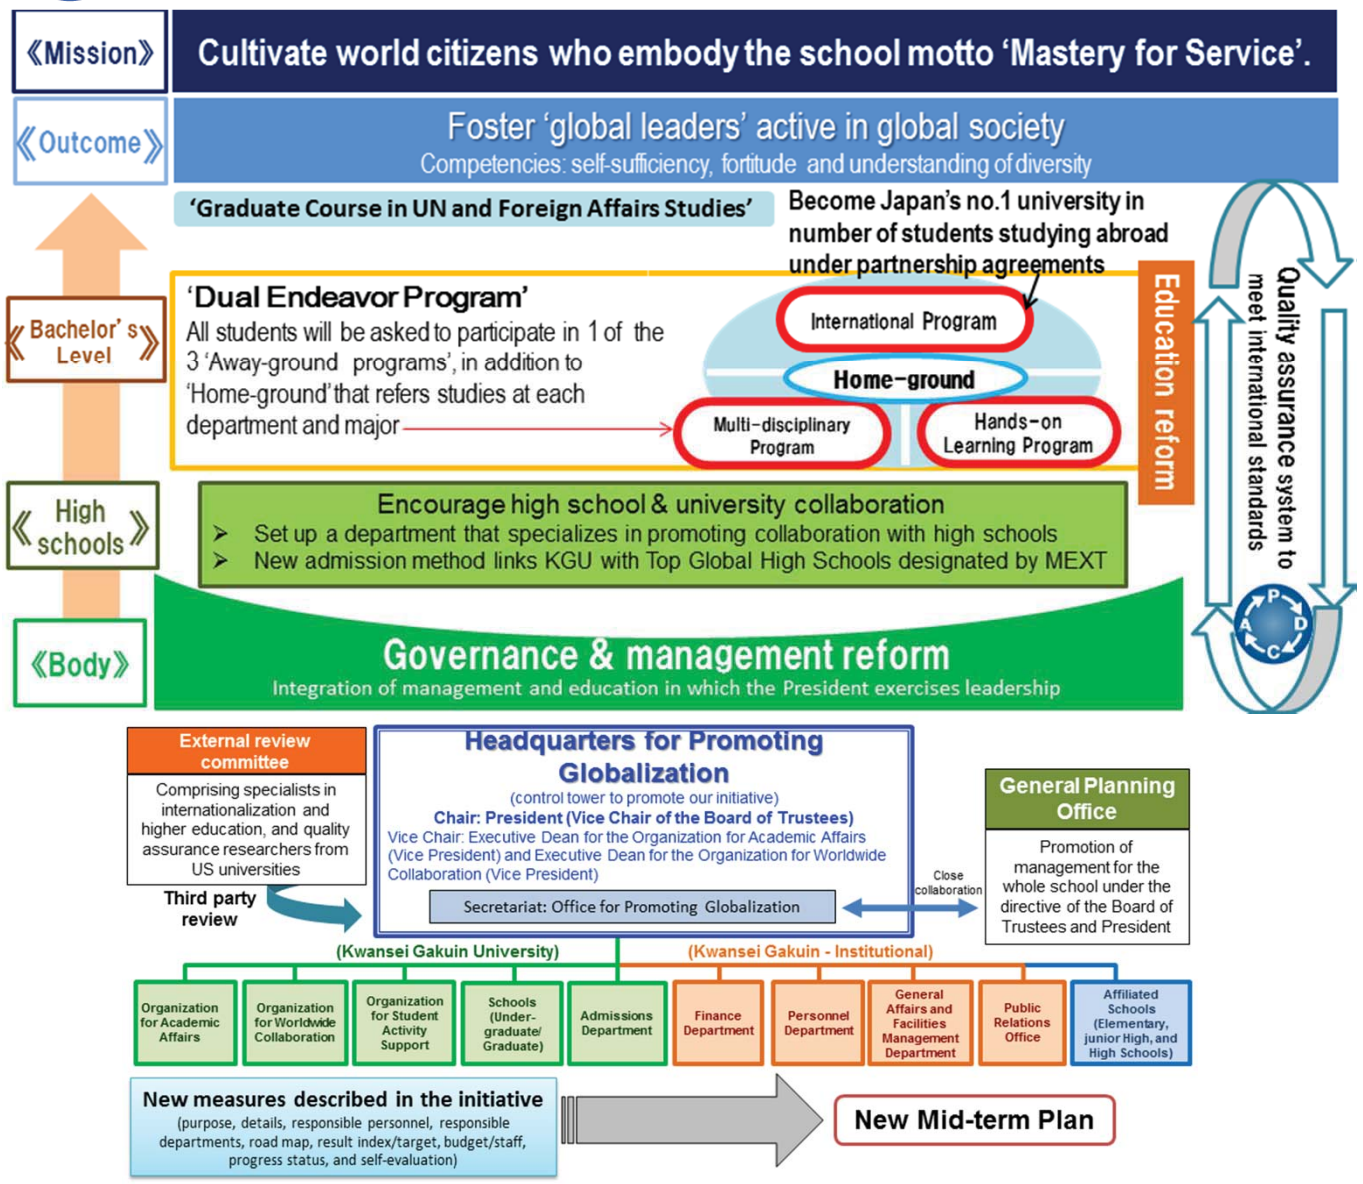 《Mission》
Cultivate world citizens who embody the school motto ‘Mastery for Service’.
《Outcome》
Foster ‘global leaders’ active in global society
Competencies: self-sufficiency, fortitude and understanding of diversity
‘Graduate Course in UN and Foreign Affairs Studies’
Become Japan’s no.1 university in
number of students studying abroad
under partnership agreements
《Bachelor’s
Level》
‘Dual Endeavor Program’
All students will be asked to participate in 1 of the
3 ‘Away-ground programs’, in addition to
‘Home-ground’ that refers studies at each
department and major
International Program
Home-ground
Multi-disciplinary
Program
Hands-on
Learning Program
Education reform
Quality assurance system to
meet international standards
P
D
C
A
《High
schools》
Encourage high school & university collaboration
➢ Set up a department that specializes in promoting collaboration with high schools
➢ New admission method links KGU with Top Global High Schools designated by MEXT
《Body》
Governance & management reform
Integration of management and education in which the President exercises leadership
External review
committee
Comprising specialists in
internationalization and
higher education, and quality
assurance researchers from
US universities
Third party
review
Headquarters for Promoting
Globalization
(control tower to promote our initiative)
Chair: President (Vice Chair of the Board of Trustees)
Vice Chair: Executive Dean for the Organization for Academic Affairs
(Vice President) and Executive Dean for the Organization for Worldwide
Collaboration (Vice President)
Secretariat: Office for Promoting Globalization
Close
collaboration
General Planning
Office
Promotion of
management for the
whole school under the
directive of the Board of
Trustees and President
(Kwansei Gakuin University)
(Kwansei Gakuin - Institutional)
Organization
for Academic
Affairs
Organization
for Worldwide
Collaboration
Organization
for Student
Activity
Support
Schools
(Under-
graduate/
Graduate)
Admissions
Department
Finance
Department
Personnel
Department
General
Affairs and
Facilities
Management
Department
Public
Relations
Office
Affiliated
Schools
(Elementary,
junior High, and
High Schools)
New measures described in the initiative
(purpose, details, responsible personnel, responsible
departments, road map, result index/target, budget/staff,
progress status, and self-evaluation)
New Mid-term Plan